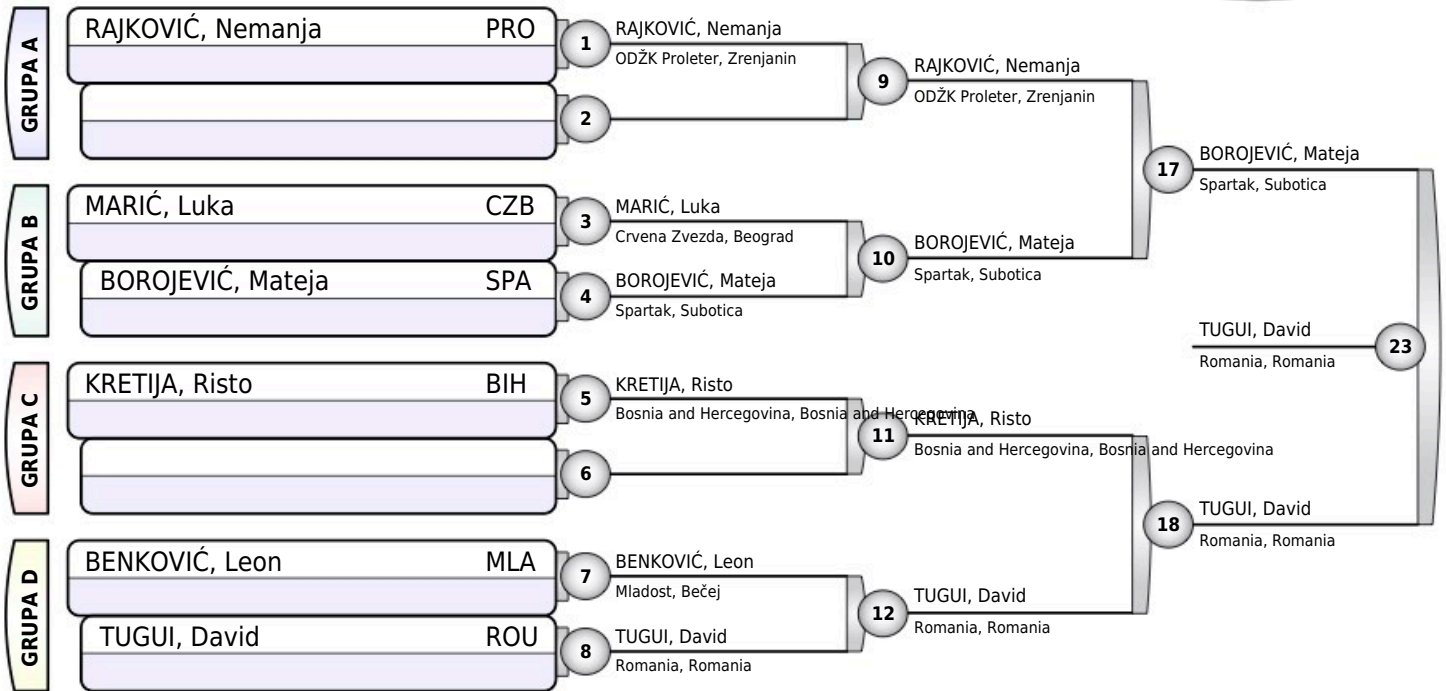 GRUPA A
RAJKOVIĆ, Nemanja PRO
1
RAJKOVIĆ, Nemanja
ODŽK Proleter, Zrenjanin
2
9
RAJKOVIĆ, Nemanja
ODŽK Proleter, Zrenjanin
17
BOROJEVIĆ, Mateja
Spartak, Subotica
GRUPA B
MARIĆ, Luka CZB
3
MARIĆ, Luka
Crvena Zvezda, Beograd
BOROJEVIĆ, Mateja SPA
4
BOROJEVIĆ, Mateja
Spartak, Subotica
10
BOROJEVIĆ, Mateja
Spartak, Subotica
TUGUI, David
Romania, Romania
23
GRUPA C
KRETIJA, Risto BIH
5
KRETIJA, Risto
Bosnia and Hercegovina, Bosnia and Hercegovina
6
11
KRETIJA, Risto
Bosnia and Hercegovina, Bosnia and Hercegovina
18
TUGUI, David
Romania, Romania
GRUPA D
BENKOVIĆ, Leon MLA
7
BENKOVIĆ, Leon
Mladost, Bečej
TUGUI, David ROU
8
TUGUI, David
Romania, Romania
12
TUGUI, David
Romania, Romania